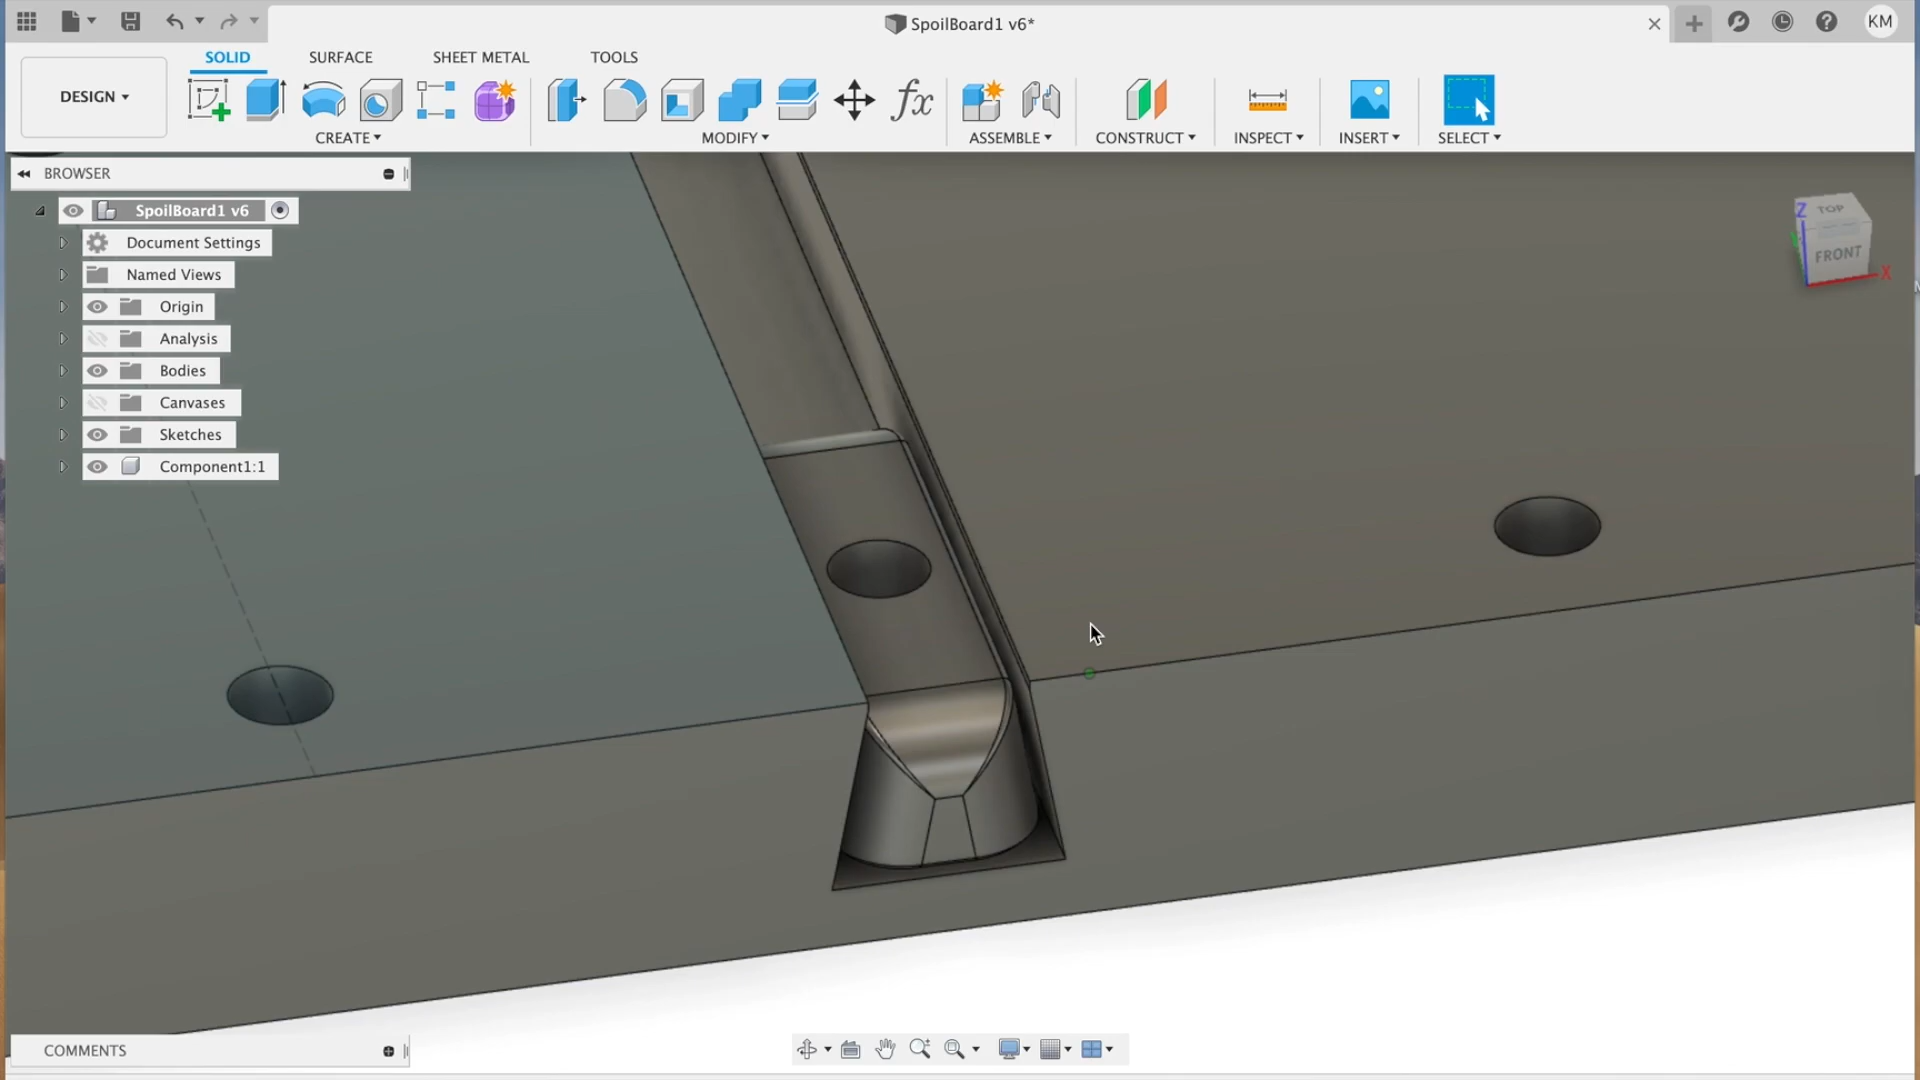 SpoilBoard1 v6*
KM
SOLID
SURFACE
SHEET METAL
TOOLS
DESIGN
fx
CREATE
MODIFY
ASSEMBLE
CONSTRUCT
INSPECT
INSERT
SELECT
BROWSER
SpoilBoard1 v6
Document Settings
Named Views
Origin
Analysis
Bodies
Canvases
Sketches
Component1:1
Z
TOP
FRONT
X
COMMENTS